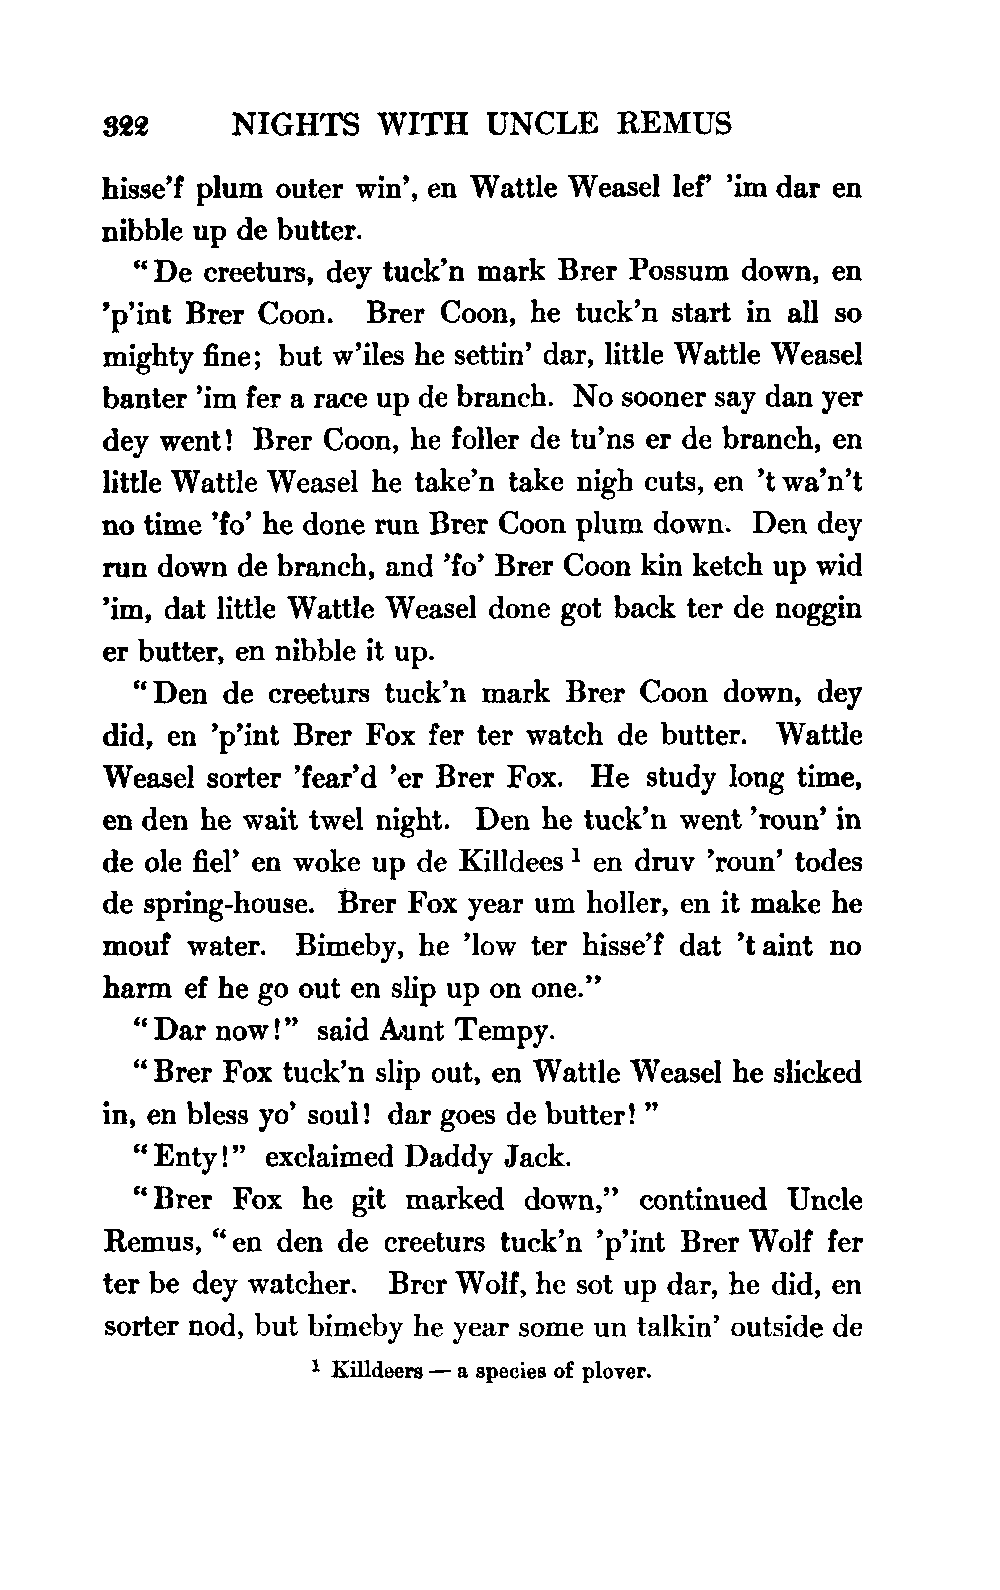 322 NIGHTS WITH UNCLE REMUS
hisse'f plum outer win', en Wattle Weasel lef' 'im dar en
nibble up de butter.
"De creeturs, dey tuck'n mark Brer Possum down, en
'p'int Brer Coon. Brer Coon, he tuck'n start in all so
mighty fine; but w'iles he settin' dar, little Wattle Weasel
banter 'im fer a race up de branch. No sooner say dan yer
dey went! Brer Coon, he foller de tu'ns er de branch, en
little Wattle Weasel he take'n take nigh cuts, en 't wa'n't
no time 'fo' he done run Brer Coon plum down. Den dey
run down de branch, and 'fo' Brer Coon kin ketch up wid
'im, dat little Wattle Weasel done got back ter de noggin
er butter, en nibble it up.
"Den de creeturs tuck'n mark Brer Coon down, dey
did, en 'p'int Brer Fox fer ter watch de butter. Wattle
Weasel sorter 'fear'd 'er Brer Fox. He study long time,
en den he wait twel night. Den he tuck'n went 'roun' in
de ole fiel' en woke up de Killdees ¹ en druv 'roun' todes
de spring-house. Brer Fox year um holler, en it make he
mouf water. Bimeby, he 'low ter hisse'f dat 't aint no
harm ef he go out en slip up on one."
"Dar now!" said Aunt Tempy.
"Brer Fox tuck'n slip out, en Wattle Weasel he slicked
in, en bless yo' soul! dar goes de butter!"
"Enty!" exclaimed Daddy Jack.
"Brer Fox he git marked down," continued Uncle
Remus, "en den de creeturs tuck'n 'p'int Brer Wolf fer
ter be dey watcher. Brer Wolf, he sot up dar, he did, en
sorter nod, but bimeby he year some un talkin' outside de
¹ Killdeers — a species of plover.